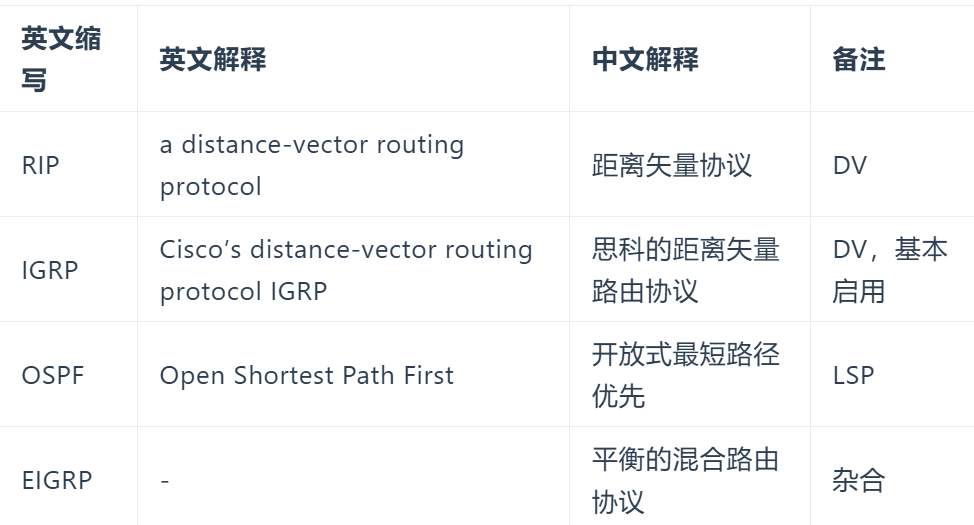 英文缩写 英文解释 中文解释 备注
RIP a distance-vector routing protocol 距离矢量协议 DV
IGRP Cisco’s distance-vector routing protocol IGRP 思科的距离矢量路由协议 DV，基本启用
OSPF Open Shortest Path First 开放式最短路径优先 LSP
EIGRP - 平衡的混合路由协议 杂合